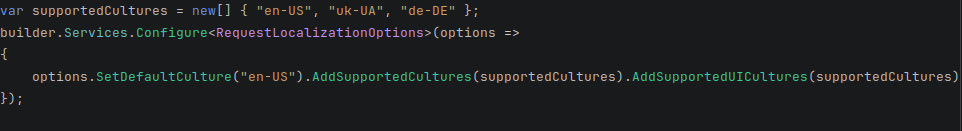 var supportedCultures = new[] { "en-US", "uk-UA", "de-DE" };
builder.Services.Configure<RequestLocalizationOptions>(options =>
{
    options.SetDefaultCulture("en-US").AddSupportedCultures(supportedCultures).AddSupportedUICultures(supportedCultures)
});